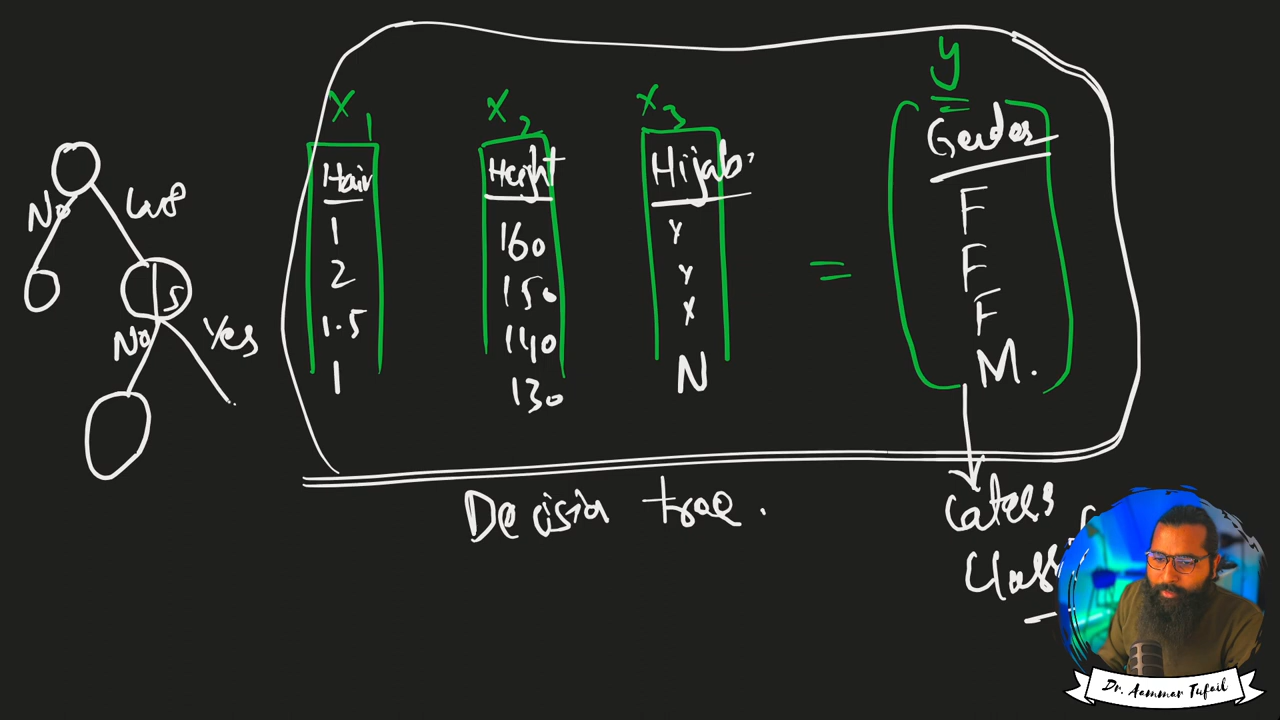 y
x1 x2 x3
Hair Height Hijab? Gender
1 160 Y F
2 150 Y F
1.5 140 Y F
1 130 N M.
=
No
No Yes
5
Decision tree.
Dr. Aammar Tufail